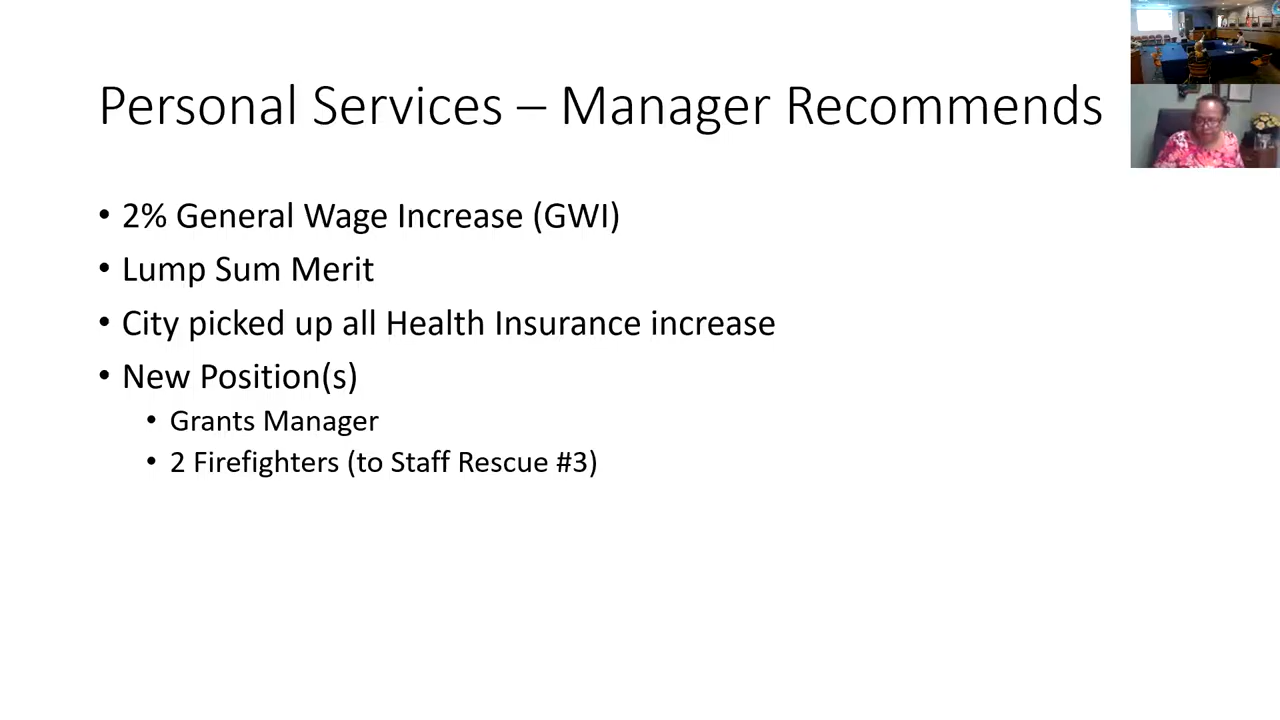 Personal Services – Manager Recommends
• 2% General Wage Increase (GWI)
• Lump Sum Merit
• City picked up all Health Insurance increase
• New Position(s)
• Grants Manager
• 2 Firefighters (to Staff Rescue #3)